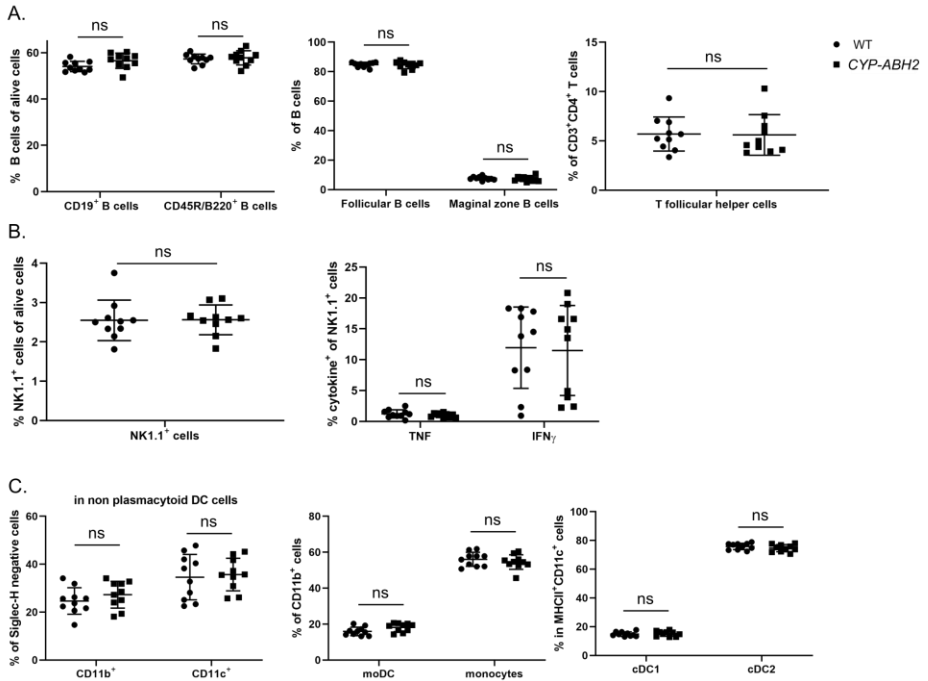 A.
ns
ns
% B cells of alive cells
60
40
20
0
CD19⁺ B cells
CD45R/B220⁺ B cells
ns
ns
% of B cells
100
80
60
40
20
0
Follicular B cells
Maginal zone B cells
ns
% of CD3⁺CD4⁺ T cells
15
10
5
0
T follicular helper cells
WT
CYP-ABH2
B.
ns
% NK1.1⁺ cells of alive cells
4
3
2
1
0
NK1.1⁺ cells
ns
ns
% cytokine⁺ of NK1.1⁺ cells
25
20
15
10
5
0
TNF
IFNγ
C.
in non plasmacytoid DC cells
ns
ns
% of Siglec-H negative cells
60
40
20
0
CD11b⁺
CD11c⁺
ns
ns
% of CD11b⁺ cells
80
60
40
20
0
moDC
monocytes
ns
ns
% in MHCII⁺CD11c⁺ cells
100
80
60
40
20
0
cDC1
cDC2